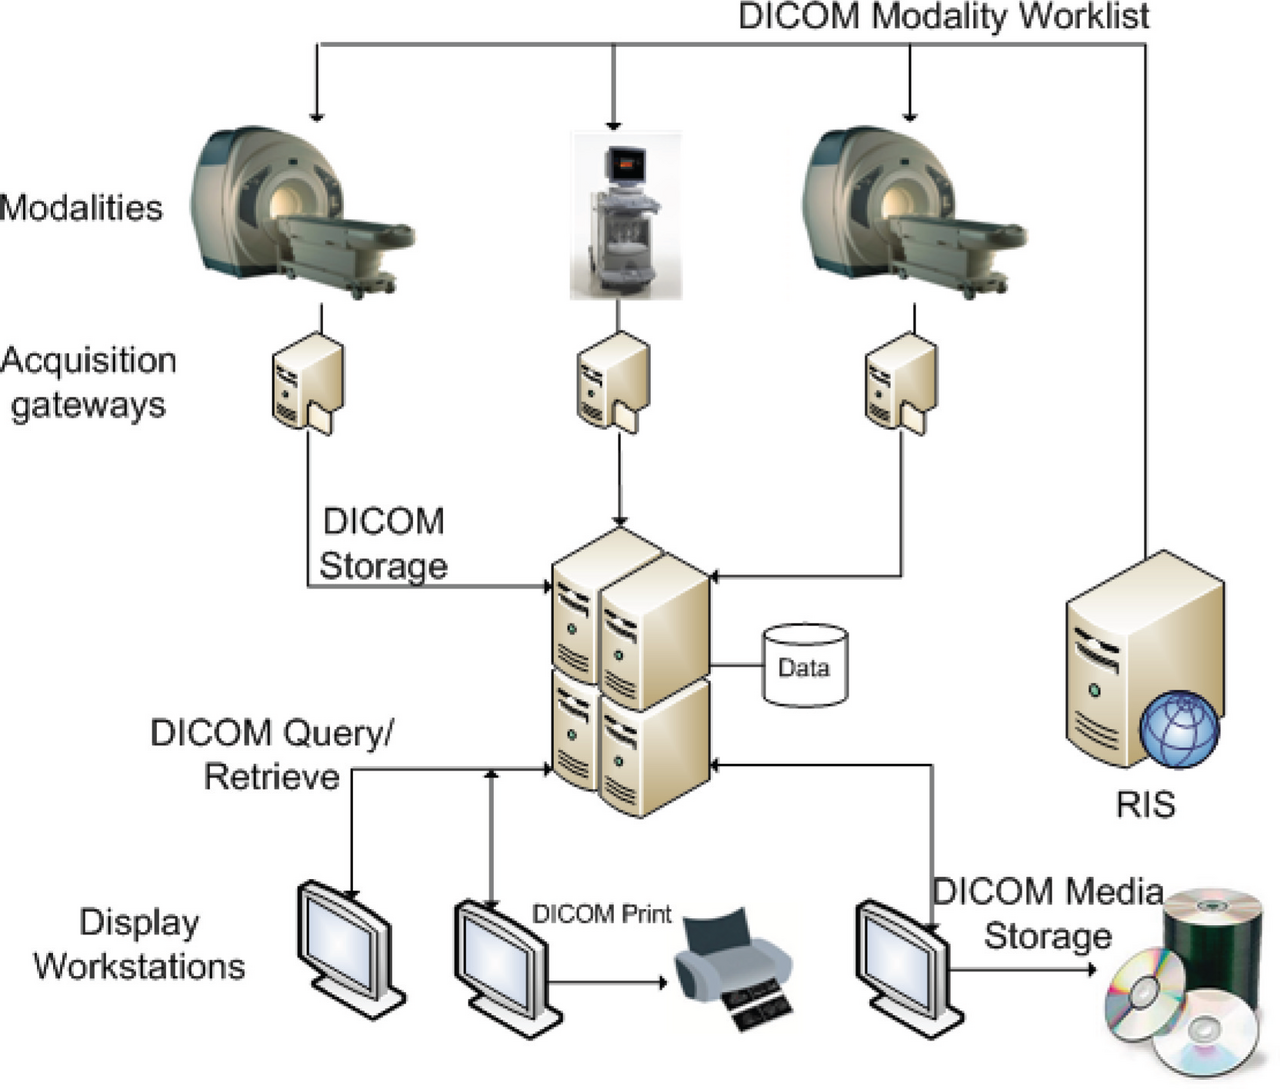 DICOM Modality Worklist
Modalities
Acquisition
gateways
DICOM
Storage
Data
DICOM Query/
Retrieve
RIS
Display
Workstations
DICOM Print
DICOM Media
Storage